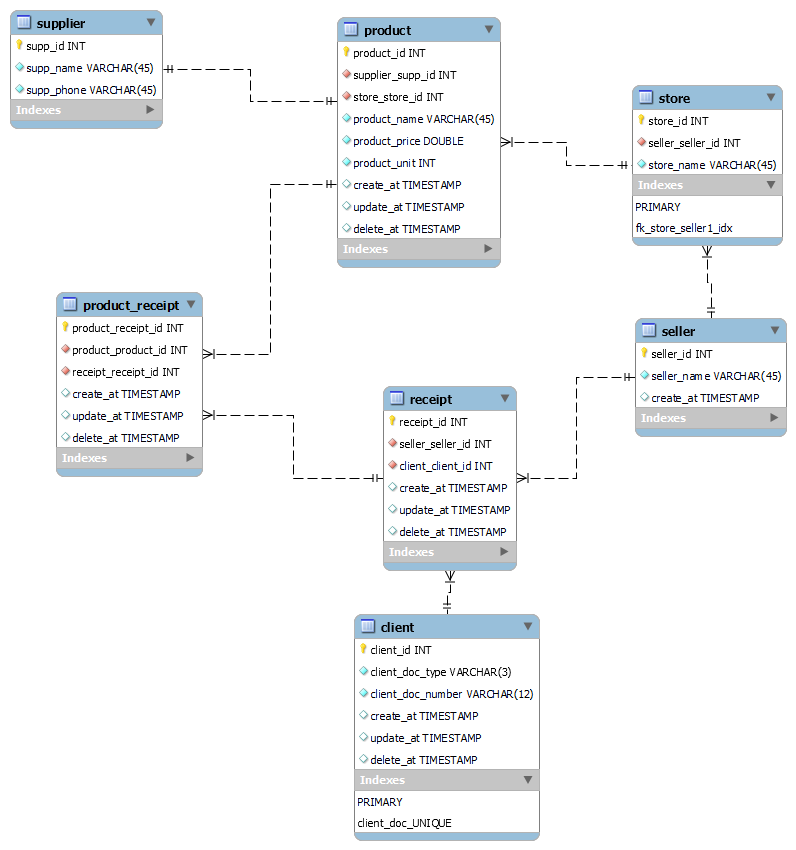 supplier
supp_id INT
supp_name VARCHAR(45)
supp_phone VARCHAR(45)
Indexes
product
product_id INT
supplier_supp_id INT
store_store_id INT
product_name VARCHAR(45)
product_price DOUBLE
product_unit INT
create_at TIMESTAMP
update_at TIMESTAMP
delete_at TIMESTAMP
Indexes
store
store_id INT
seller_seller_id INT
store_name VARCHAR(45)
Indexes
PRIMARY
fk_store_seller1_idx
product_receipt
product_receipt_id INT
product_product_id INT
receipt_receipt_id INT
create_at TIMESTAMP
update_at TIMESTAMP
delete_at TIMESTAMP
Indexes
seller
seller_id INT
seller_name VARCHAR(45)
create_at TIMESTAMP
Indexes
receipt
receipt_id INT
seller_seller_id INT
client_client_id INT
create_at TIMESTAMP
update_at TIMESTAMP
delete_at TIMESTAMP
Indexes
client
client_id INT
client_doc_type VARCHAR(3)
client_doc_number VARCHAR(12)
create_at TIMESTAMP
update_at TIMESTAMP
delete_at TIMESTAMP
Indexes
PRIMARY
client_doc_UNIQUE